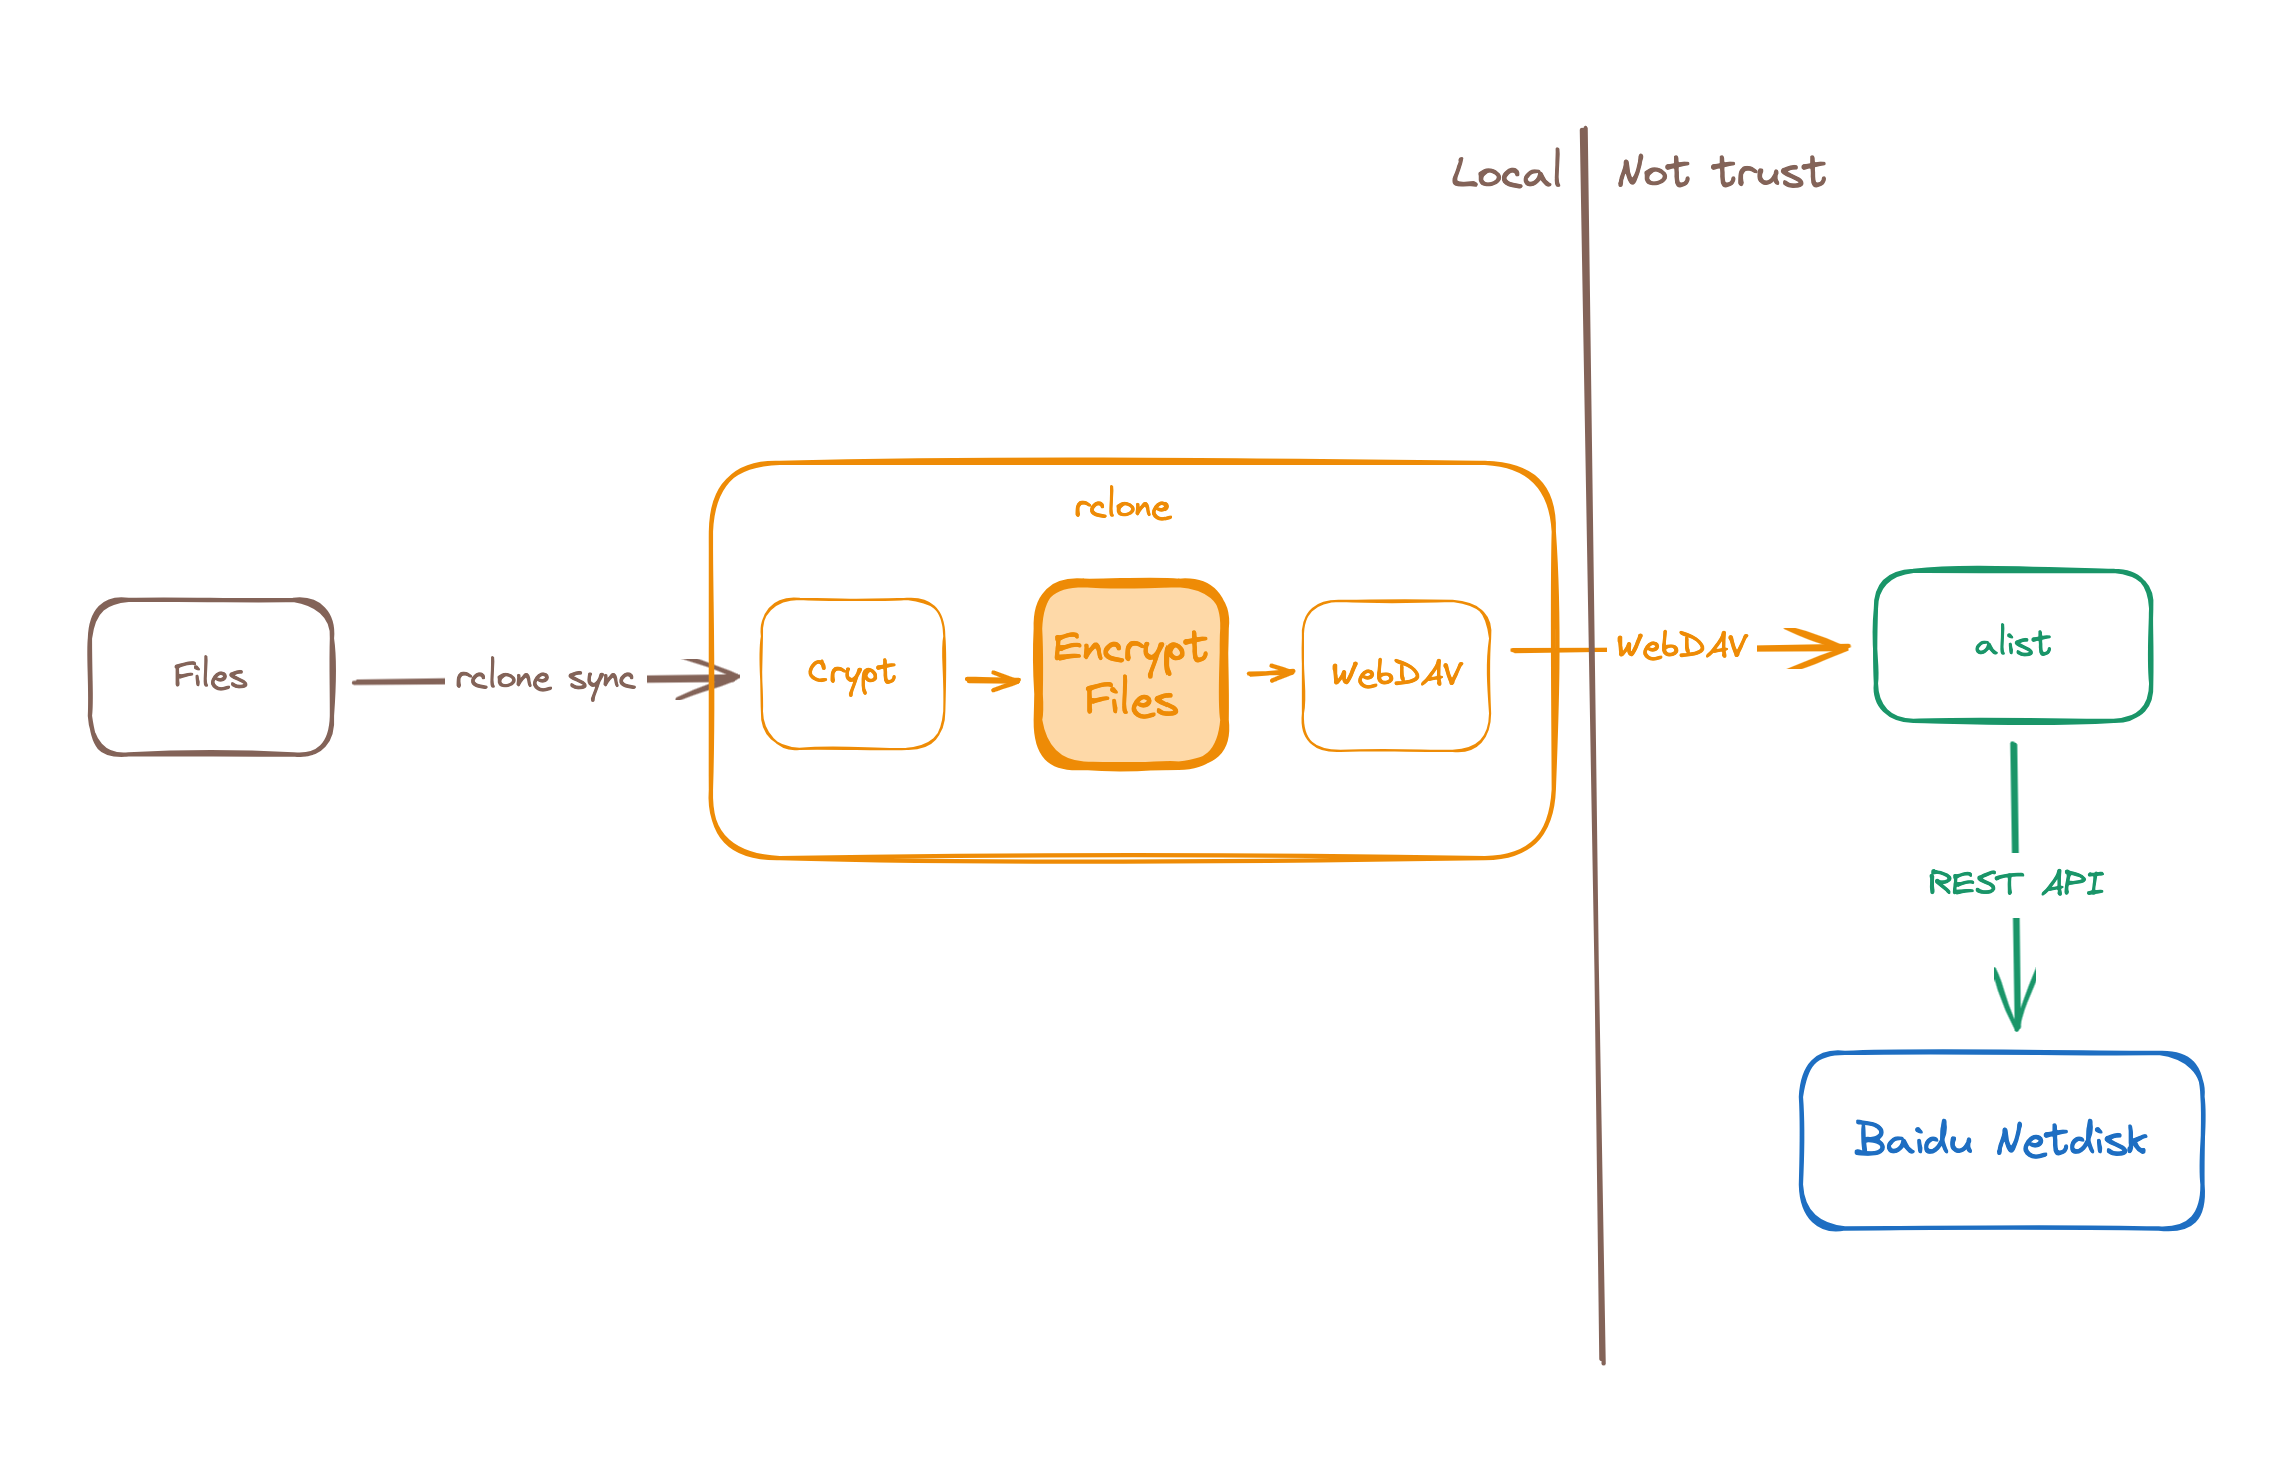 Local
Not trust
rclone
Files
rclone sync
Crypt
Encrypt
Files
WebDAV
WebDAV
alist
REST API
Baidu Netdisk